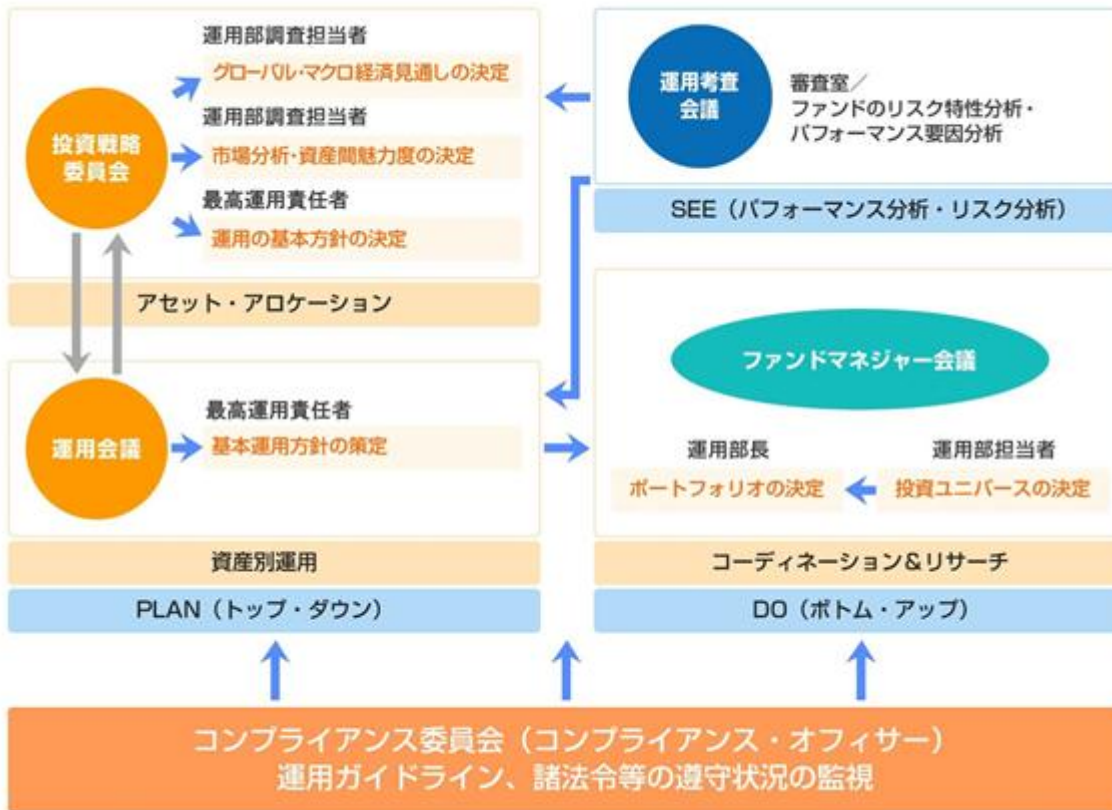 運用部調査担当者
グローバル・マクロ経済見通しの決定
投資戦略
委員会
運用部調査担当者
市場分析・資産間魅力度の決定
最高運用責任者
運用の基本方針の決定
アセット・アロケーション
運用考査
会議
審査室／
ファンドのリスク特性分析・
パフォーマンス要因分析
SEE（パフォーマンス分析・リスク分析）
運用会議
最高運用責任者
基本運用方針の策定
資産別運用
PLAN（トップ・ダウン）
ファンドマネジャー会議
運用部長
ポートフォリオの決定
運用部担当者
投資ユニバースの決定
コーディネーション＆リサーチ
DO（ボトム・アップ）
コンプライアンス委員会（コンプライアンス・オフィサー）
運用ガイドライン、諸法令等の遵守状況の監視